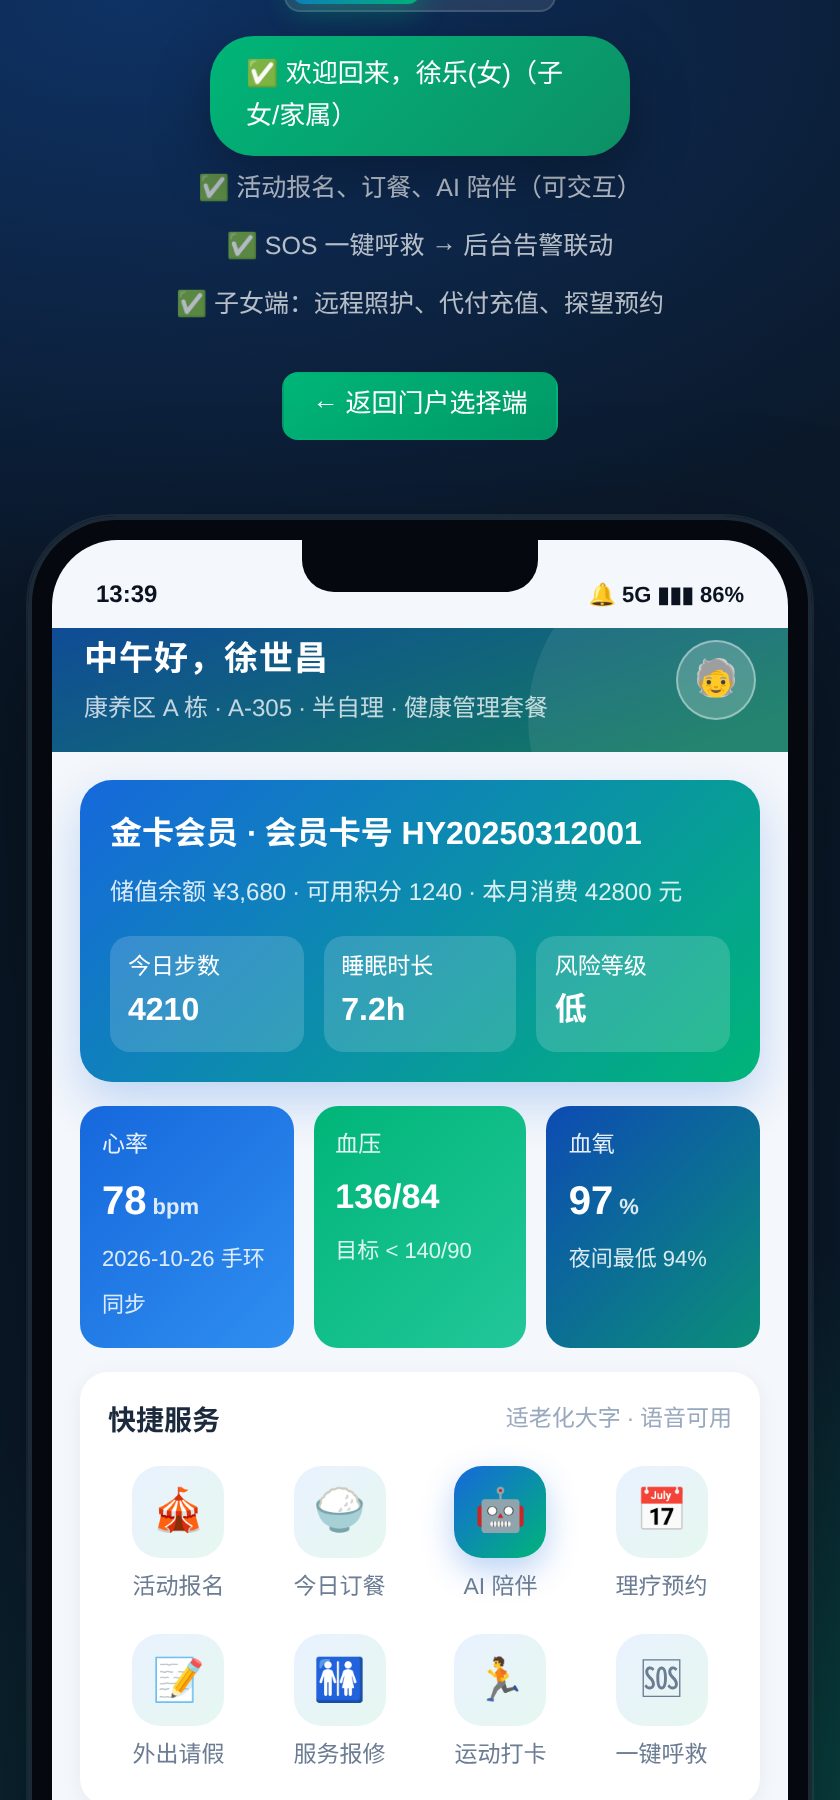 ✅ 欢迎回来，徐乐(女)（子
女/家属）
✅ 活动报名、订餐、AI 陪伴（可交互）
✅ SOS 一键呼救 → 后台告警联动
✅ 子女端：远程照护、代付充值、探望预约
← 返回门户选择端
13:39 🔔 5G ▮▮▮ 86%
中午好，徐世昌
康养区 A 栋 · A-305 · 半自理 · 健康管理套餐
金卡会员 · 会员卡号 HY20250312001
储值余额 ¥3,680 · 可用积分 1240 · 本月消费 42800 元
今日步数 睡眠时长 风险等级
4210 7.2h 低
心率 血压 血氧
78 bpm 136/84 97 %
2026-10-26 手环 目标 < 140/90 夜间最低 94%
同步
快捷服务 适老化大字 · 语音可用
July
17
活动报名 今日订餐 AI 陪伴 理疗预约
SOS
外出请假 服务报修 运动打卡 一键呼救